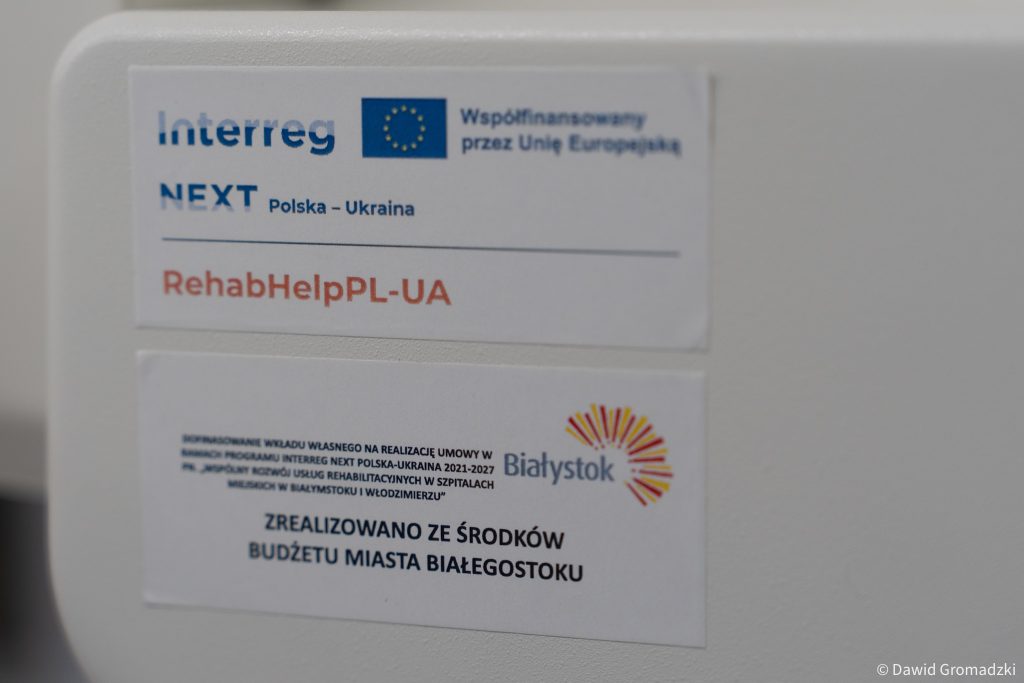 Interreg
Współfinansowany
przez Unię Europejską
NEXT Polska – Ukraina
RehabHelpPL-UA
DOFINASOWANIE WKŁADU WŁASNEGO NA REALIZACJĘ UMOWY W
RAMACH PROGRAMU INTERREG NEXT POLSKA-UKRAINA 2021-2027
PN. „WSPÓLNY ROZWÓJ USŁUG REHABILITACYJNYCH W SZPITALACH
MIEJSKICH W BIAŁYMSTOKU I WŁODZIMIERZU”
Białystok
ZREALIZOWANO ZE ŚRODKÓW
BUDŻETU MIASTA BIAŁEGOSTOKU
© Dawid Gromadzki